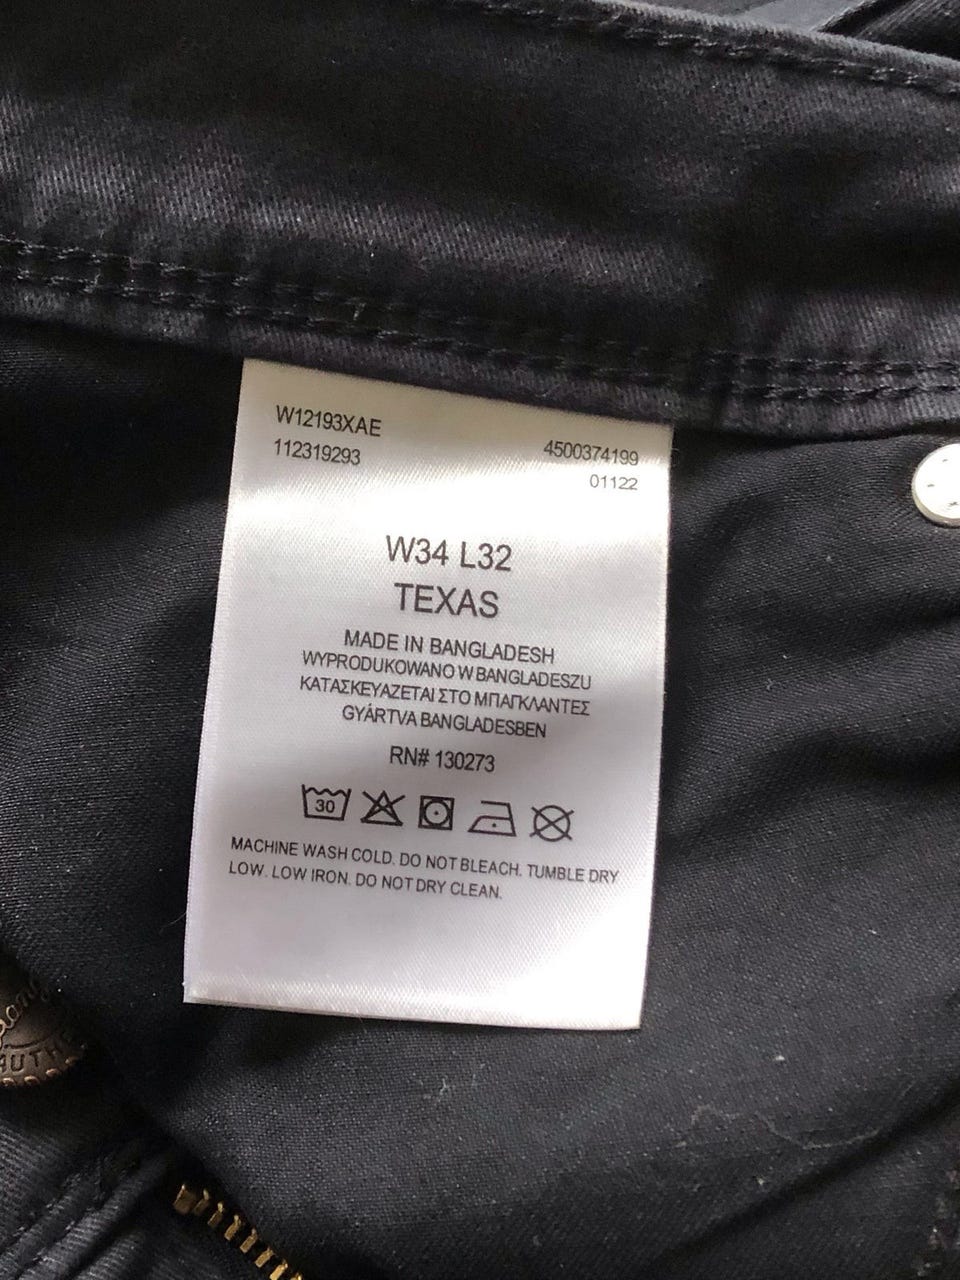 W12193XAE
112319293
4500374199
01122
W34 L32
TEXAS
MADE IN BANGLADESH
WYPRODUKOWANO W BANGLADESZU
ΚΑΤΑΣΚΕΥΑΖΕΤΑΙ ΣΤΟ ΜΠΑΓΚΛΑΝΤΕΣ
GYÁRTVA BANGLADESBEN
RN# 130273
30
MACHINE WASH COLD. DO NOT BLEACH. TUMBLE DRY
LOW. LOW IRON. DO NOT DRY CLEAN.